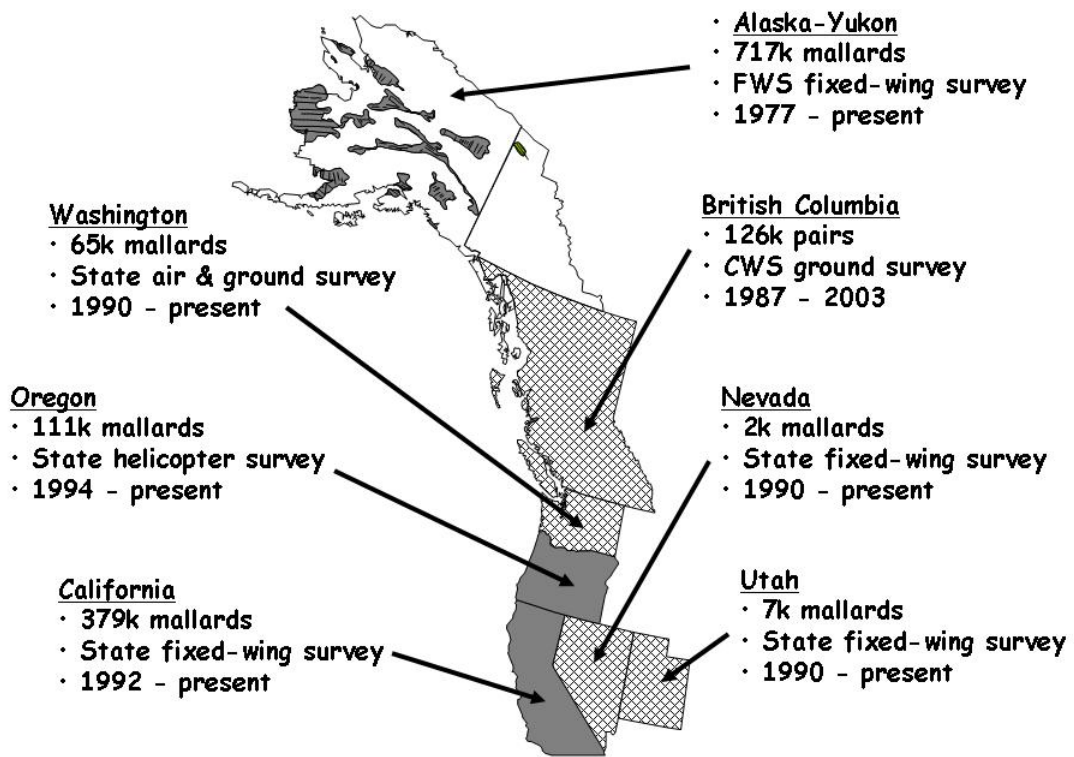 · Alaska-Yukon
· 717k mallards
· FWS fixed-wing survey
· 1977 - present
Washington
· 65k mallards
· State air & ground survey
· 1990 - present
British Columbia
· 126k pairs
· CWS ground survey
· 1987 - 2003
Oregon
· 111k mallards
· State helicopter survey
· 1994 - present
Nevada
· 2k mallards
· State fixed-wing survey
· 1990 - present
California
· 379k mallards
· State fixed-wing survey
· 1992 - present
Utah
· 7k mallards
· State fixed-wing survey
· 1990 - present